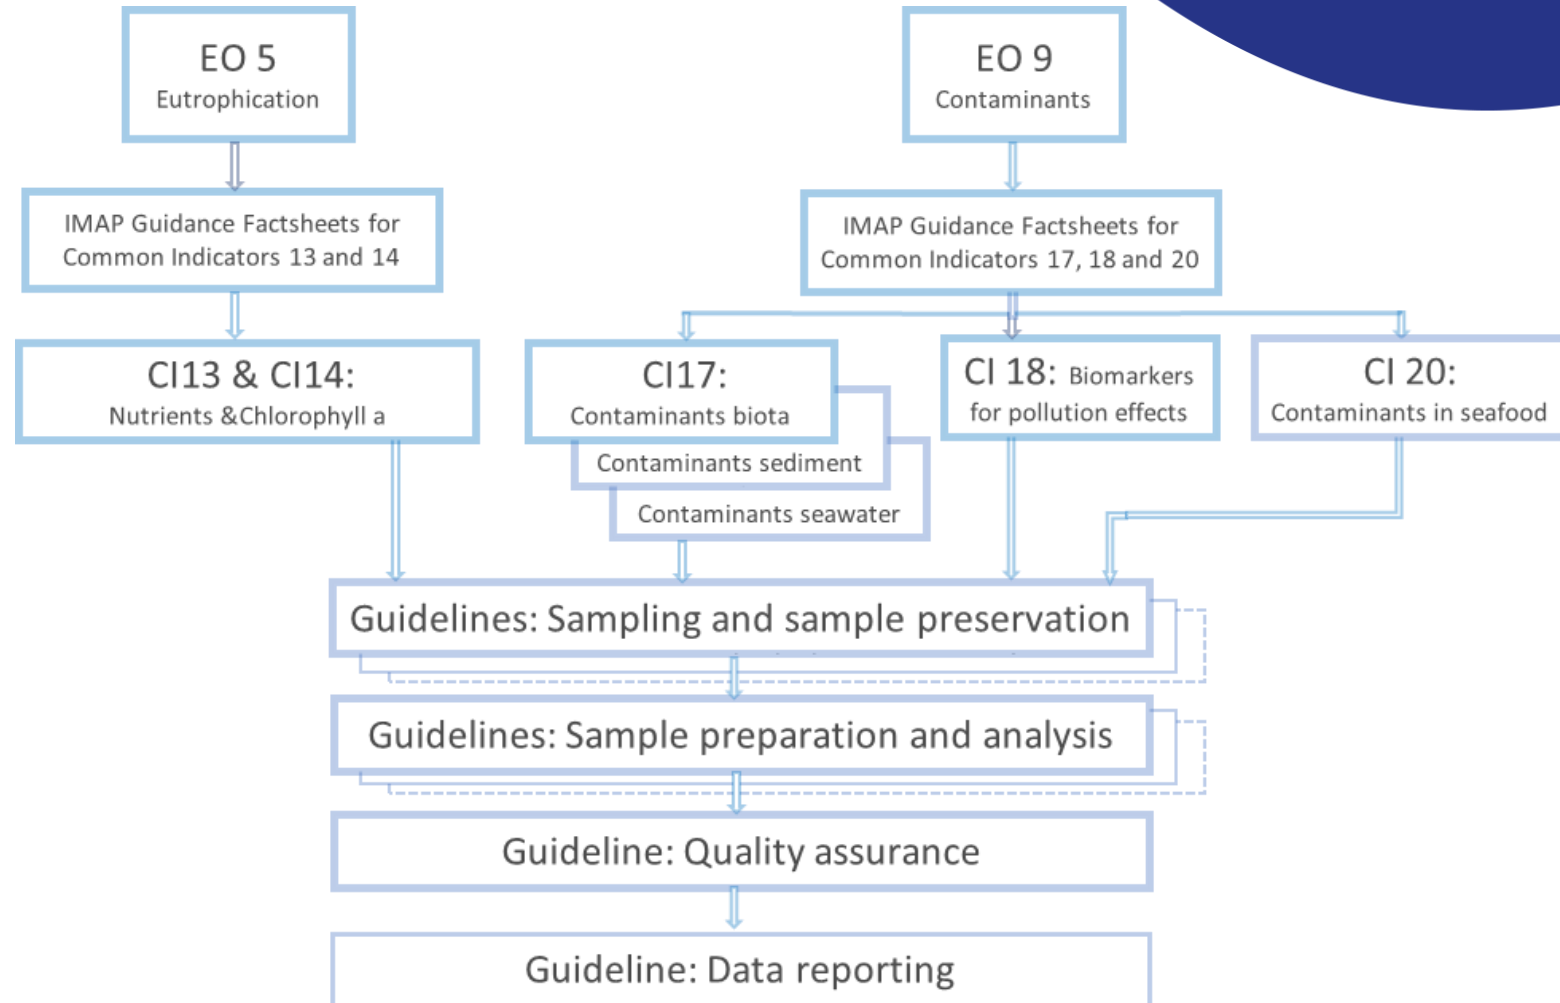 EO 5
Eutrophication
EO 9
Contaminants
IMAP Guidance Factsheets for
Common Indicators 13 and 14
IMAP Guidance Factsheets for
Common Indicators 17, 18 and 20
CI13 & CI14:
Nutrients &Chlorophyll a
CI17:
Contaminants biota
Contaminants sediment
Contaminants seawater
CI 18: Biomarkers
for pollution effects
CI 20:
Contaminants in seafood
Guidelines: Sampling and sample preservation
Guidelines: Sample preparation and analysis
Guideline: Quality assurance
Guideline: Data reporting